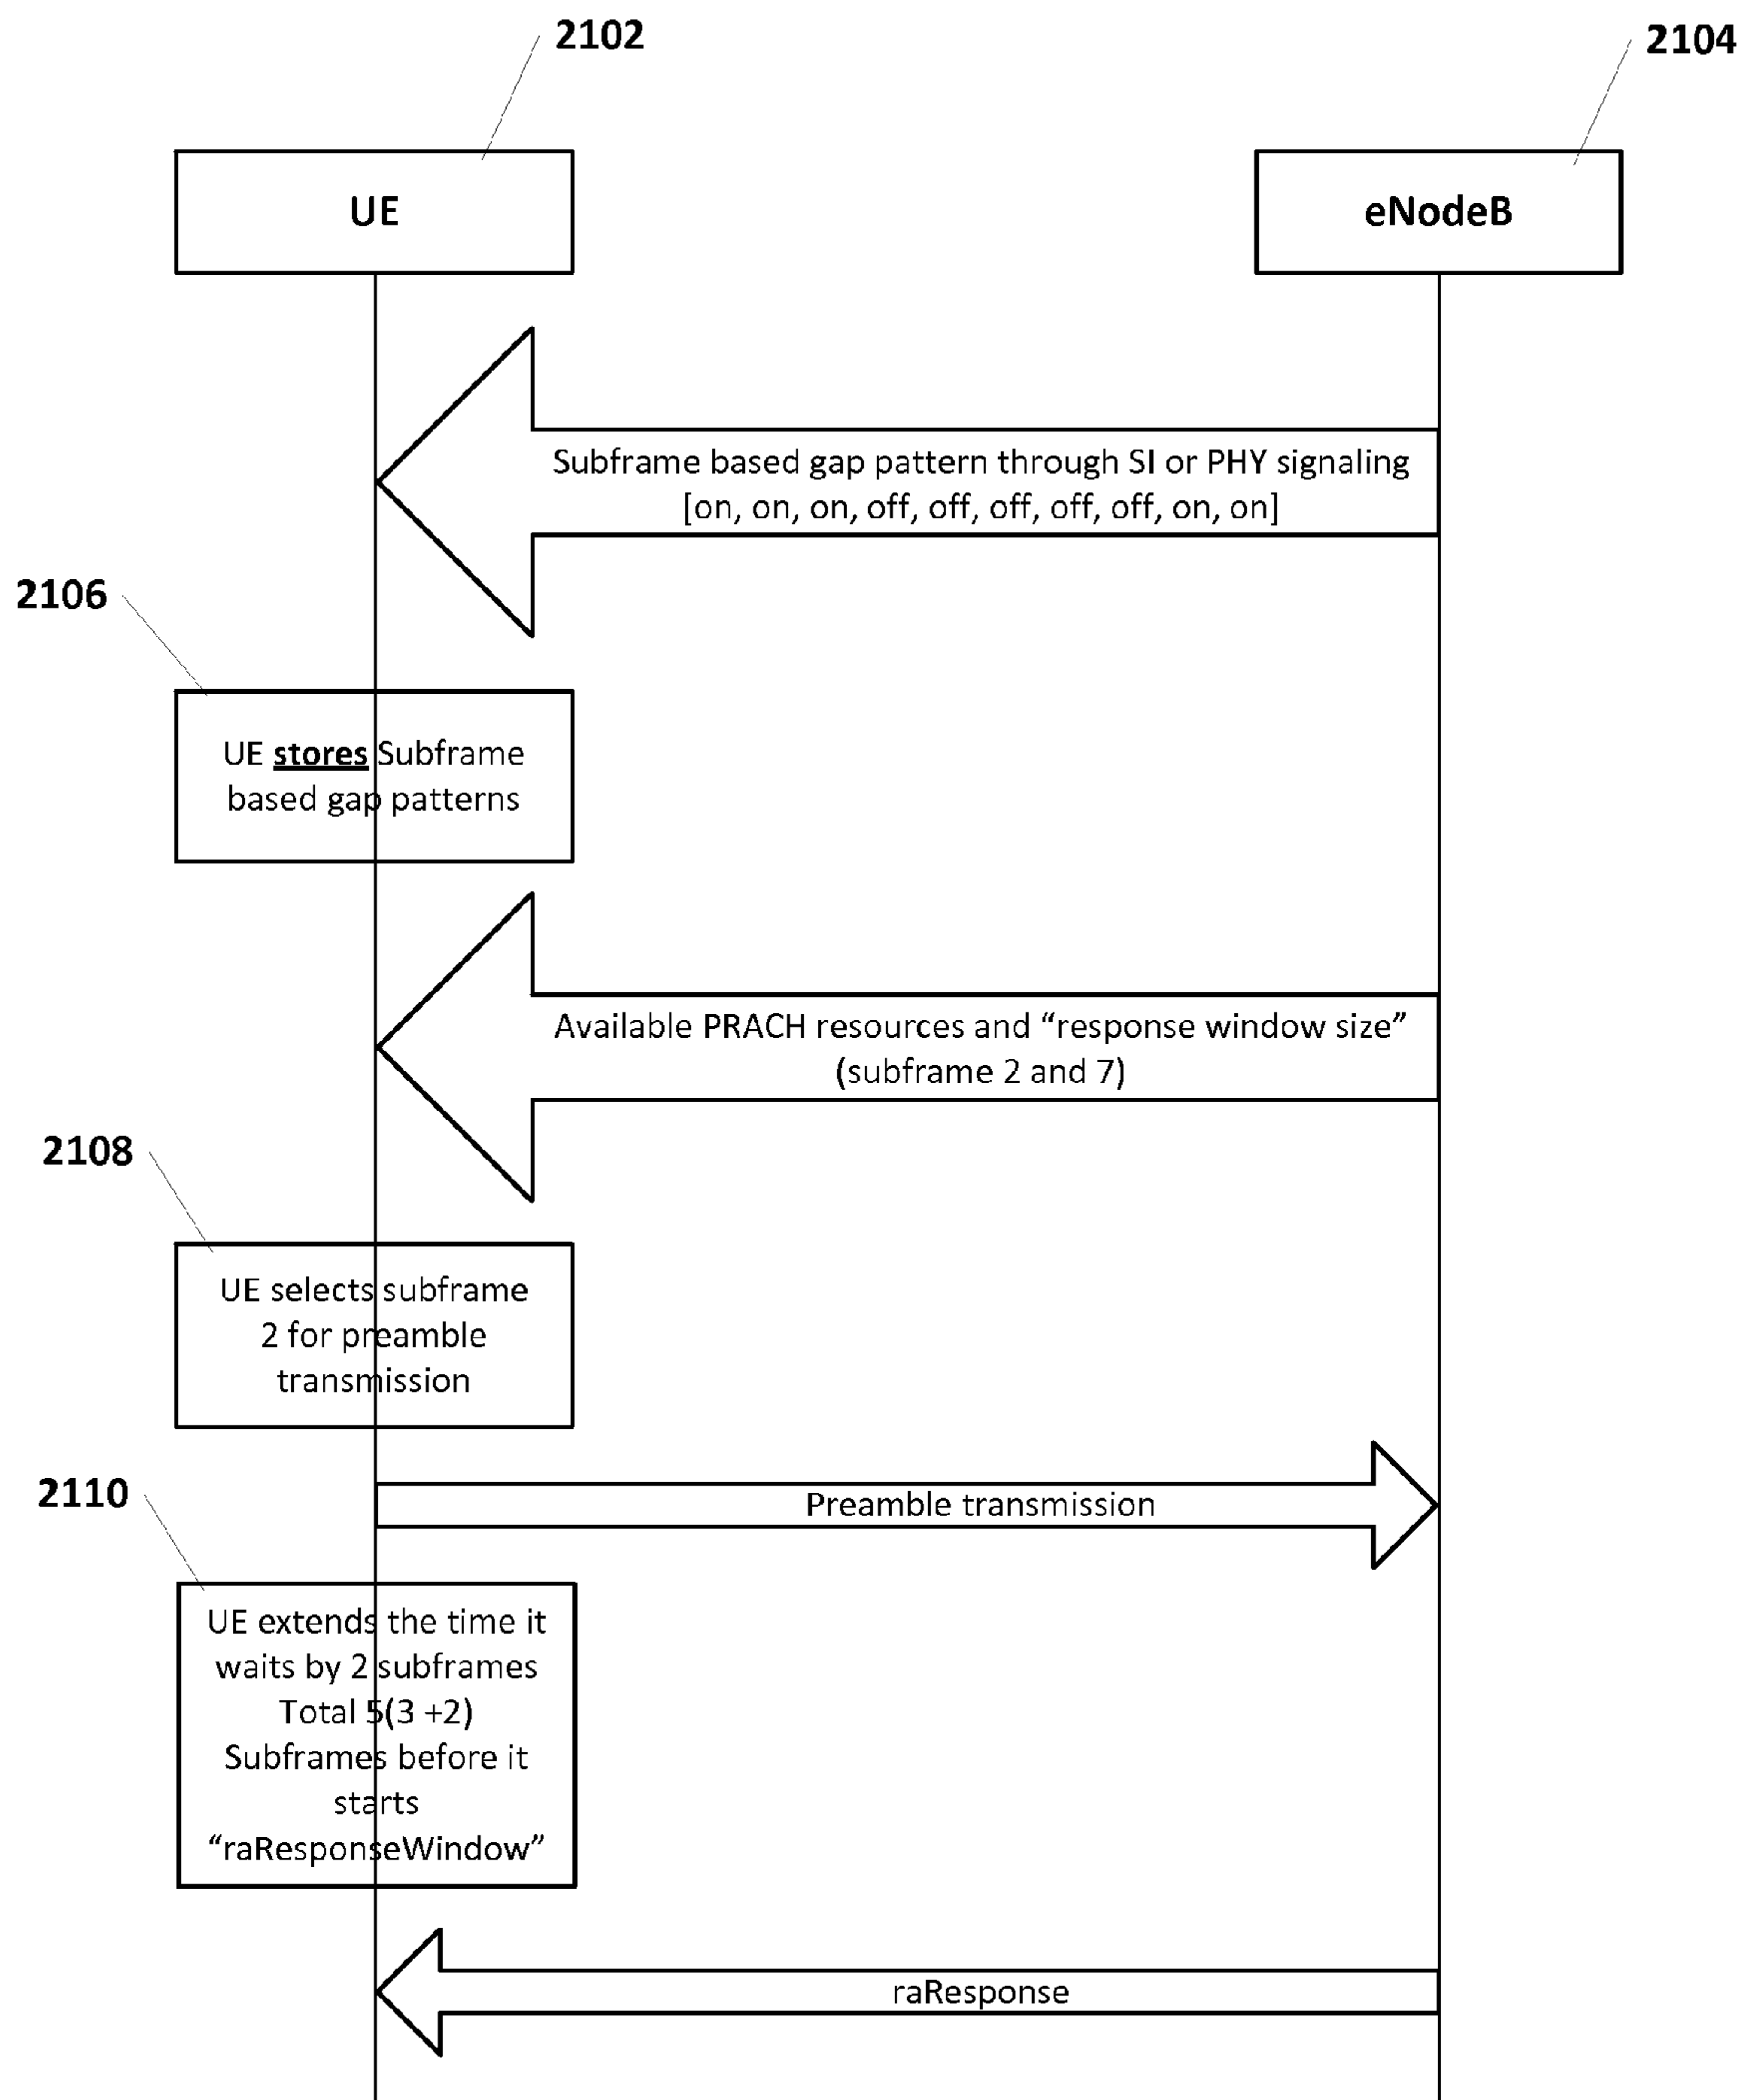 2102
2104
UE
eNodeB
Subframe based gap pattern through SI or PHY signaling
[on, on, on, off, off, off, off, off, on, on]
2106
UE stores Subframe
based gap patterns
Available PRACH resources and “response window size”
(subframe 2 and 7)
2108
UE selects subframe
2 for preamble
transmission
2110
Preamble transmission
UE extends the time it
waits by 2 subframes
Total 5(3 +2)
Subframes before it
starts
“raResponseWindow”
raResponse